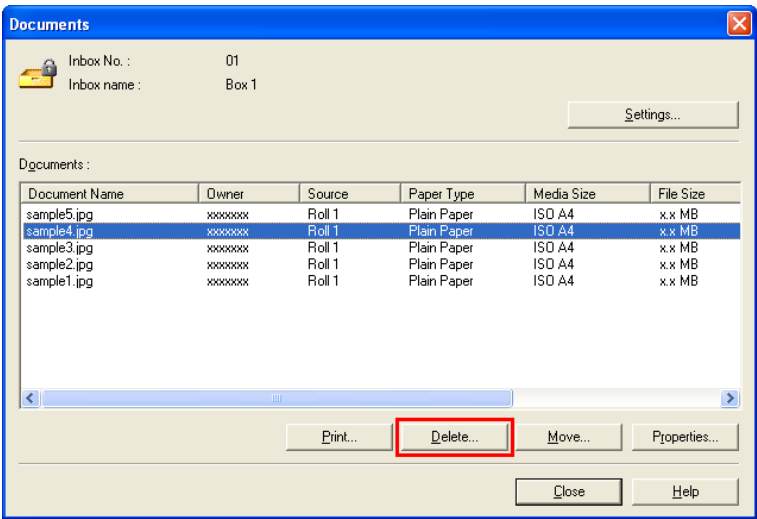 Documents
Inbox No. : 01
Inbox name : Box 1
Settings...
Documents :
Document Name Owner Source Paper Type Media Size File Size
sample5.jpg xxxxxxx Roll 1 Plain Paper ISO A4 x.x MB
sample4.jpg xxxxxxx Roll 1 Plain Paper ISO A4 x.x MB
sample3.jpg xxxxxxx Roll 1 Plain Paper ISO A4 x.x MB
sample2.jpg xxxxxxx Roll 1 Plain Paper ISO A4 x.x MB
sample1.jpg xxxxxxx Roll 1 Plain Paper ISO A4 x.x MB
Print... Delete... Move... Properties...
Close Help